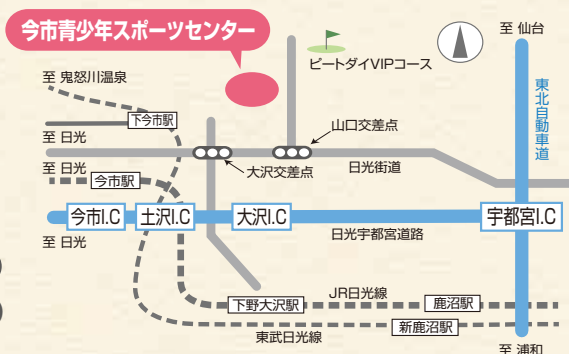 今市青少年スポーツセンター
至 仙台
ピートダイVIPコース
至 鬼怒川温泉
東北自動車道
下今市駅
山口交差点
至 日光
大沢交差点
日光街道
至 日光
今市駅
今市I.C
土沢I.C
大沢I.C
宇都宮I.C
至 日光
日光宇都宮道路
JR日光線
下野大沢駅
鹿沼駅
新鹿沼駅
東武日光線
至 浦和